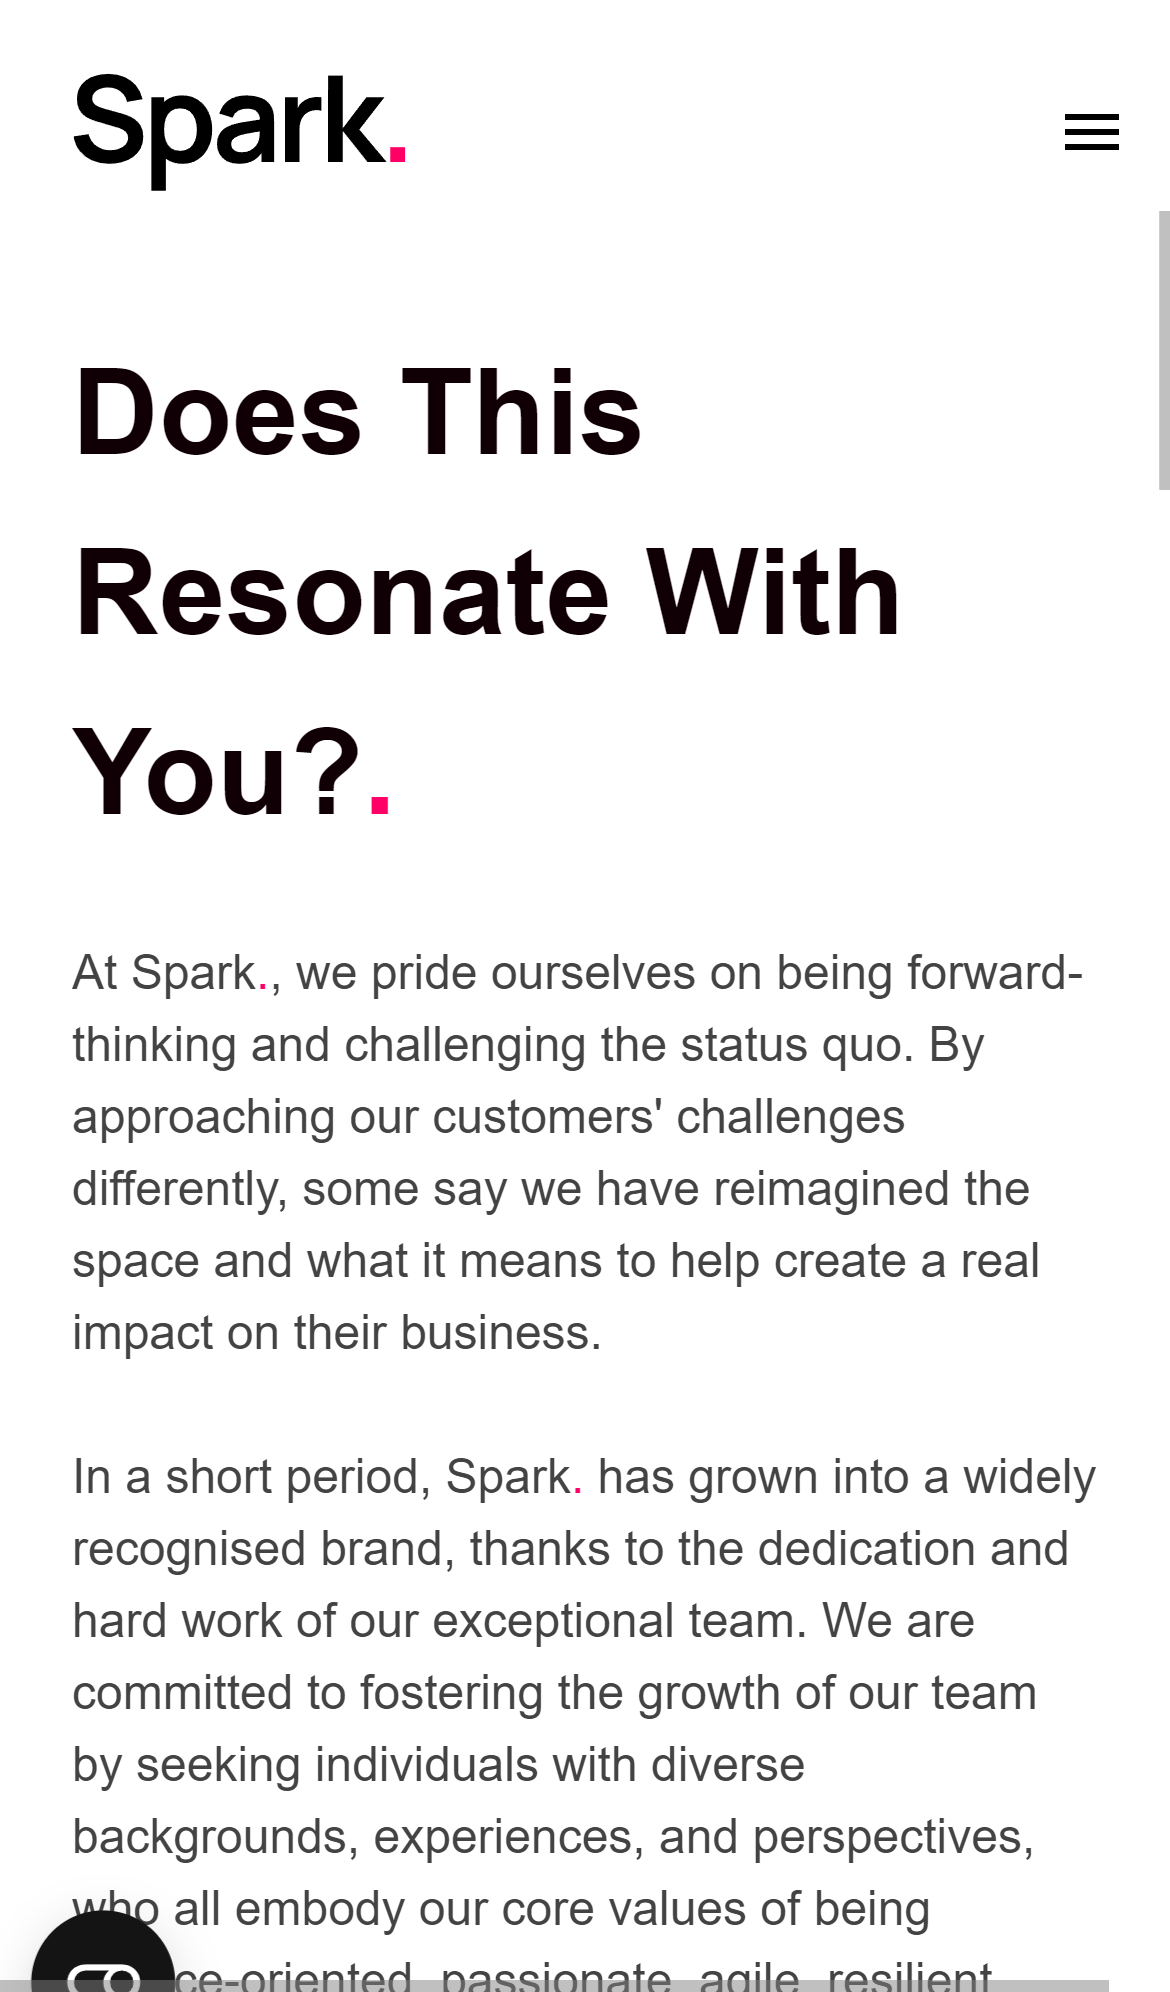 Spark.
Does This
Resonate With
You?.
At Spark., we pride ourselves on being forward-
thinking and challenging the status quo. By
approaching our customers' challenges
differently, some say we have reimagined the
space and what it means to help create a real
impact on their business.
In a short period, Spark. has grown into a widely
recognised brand, thanks to the dedication and
hard work of our exceptional team. We are
committed to fostering the growth of our team
by seeking individuals with diverse
backgrounds, experiences, and perspectives,
who all embody our core values of being
passionate, agile, resilient